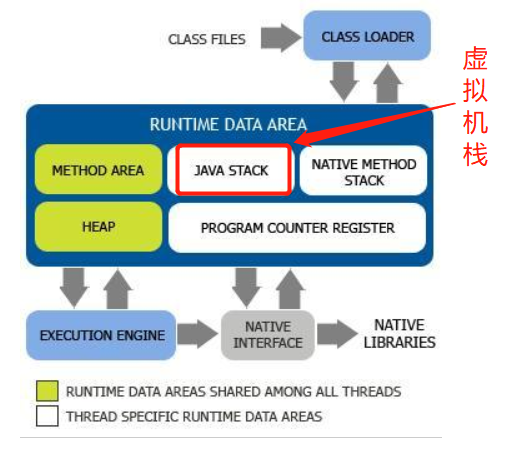 CLASS FILES
CLASS LOADER
虚拟机栈
RUNTIME DATA AREA
METHOD AREA
JAVA STACK
NATIVE METHOD
STACK
HEAP
PROGRAM COUNTER REGISTER
EXECUTION ENGINE
NATIVE
INTERFACE
NATIVE
LIBRARIES
RUNTIME DATA AREAS SHARED AMONG ALL THREADS
THREAD SPECIFIC RUNTIME DATA AREAS